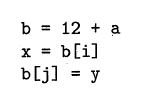 b = 12 + a
x = b[i]
b[j] = y